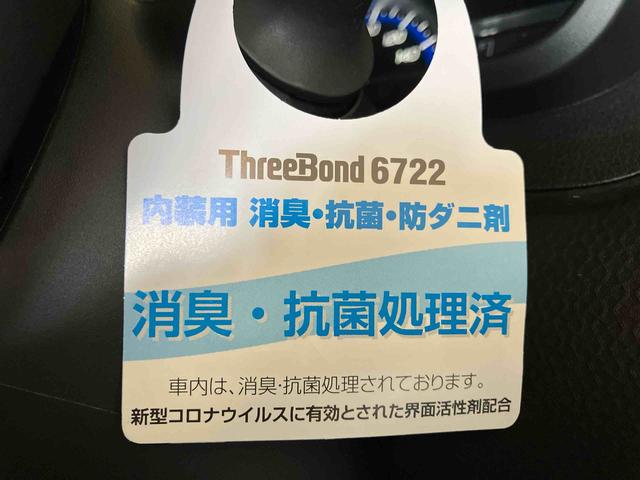 ThreeBond 6722
内装用 消臭・抗菌・防ダニ剤
消臭・抗菌処理済
車内は、消臭・抗菌処理されております。
新型コロナウイルスに有効とされた界面活性剤配合